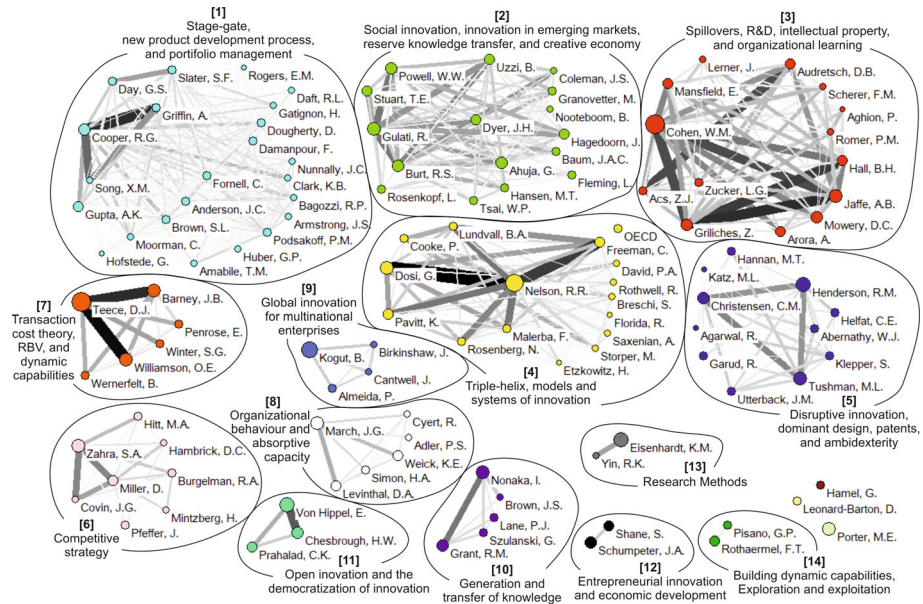 [1]
Stage-gate,
new product development process,
and portifolio management
Slater, S.F.
Rogers, E.M.
Day, G.S.
Daft, R.L.
Griffin, A.
Gatignon, H.
Cooper, R.G.
Dougherty, D.
Damanpour, F.
Nunnally, J.C.
Song, X.M.
Fornell, C.
Clark, K.B.
Bagozzi, R.P.
Gupta, A.K.
Anderson, J.C.
Armstrong, J.S.
Brown, S.L.
Podsakoff, P.M.
Moorman, C.
Huber, G.P.
Hofstede, G.
Amabile, T.M.
[2]
Social innovation, innovation in emerging markets,
reserve knowledge transfer, and creative economy
Uzzi, B.
Powell, W.W.
Coleman, J.S.
Stuart, T.E.
Granovetter, M.
Nooteboom, B.
Dyer, J.H.
Gulati, R.
Hagedoorn, J.
Baum, J.A.C.
Ahuja, G.
Burt, R.S.
Fleming, L.
Rosenkopf, L.
Hansen, M.T.
Tsai, W.P.
[3]
Spillovers, R&D, intellectual property,
and organizational learning
Lerner, J.
Audretsch, D.B.
Mansfield, E.
Scherer, F.M.
Aghion, P.
Cohen, W.M.
Romer, P.M.
Hall, B.H.
Zucker, L.G.
Acs, Z.J.
Jaffe, A.B.
Mowery, D.C.
Griliches, Z.
Arora, A.
Lundvall, B.A.
OECD
Cooke, P.
Freeman, C.
Dosi, G.
David, P.A.
Nelson, R.R.
Rothwell, R.
Breschi, S.
Pavitt, K.
Florida, R.
Malerba, F.
Saxenian, A.
Rosenberg, N.
Storper, M.
Etzkowitz, H.
[4]
Triple-helix, models and
systems of innovation
Hannan, M.T.
Katz, M.L.
Henderson, R.M.
Christensen, C.M.
Helfat, C.E.
Agarwal, R.
Abernathy, W.J.
Garud, R.
Klepper, S.
Tushman, M.L.
Utterback, J.M.
[5]
Disruptive innovation,
dominant design, patents,
and ambidexterity
[7]
Transaction
cost theory,
RBV, and
dynamic
capabilities
Barney, J.B.
Teece, D.J.
Penrose, E.
Winter, S.G.
Williamson, O.E.
Wernerfelt, B.
[9]
Global innovation
for multinational
enterprises
Birkinshaw, J.
Kogut, B.
Cantwell, J.
Almeida, P.
[8]
Organizational
behaviour and
absorptive
capacity
Cyert, R.
March, J.G.
Adler, P.S.
Weick, K.E.
Simon, H.A.
Levinthal, D.A.
Hitt, M.A.
Zahra, S.A.
Hambrick, D.C.
Miller, D.
Burgelman, R.A.
Covin, J.G.
Mintzberg, H.
Pfeffer, J.
[6]
Competitive
strategy
Von Hippel, E.
Chesbrough, H.W.
Prahalad, C.K.
[11]
Open inovation and the
democratization of innovation
Nonaka, I.
Brown, J.S.
Lane, P.J.
Szulanski, G.
Grant, R.M.
[10]
Generation and
transfer of knowledge
Eisenhardt, K.M.
Yin, R.K.
[13]
Research Methods
Shane, S.
Schumpeter, J.A.
[12]
Entrepreneurial innovation
and economic development
Hamel, G.
Leonard-Barton, D.
Porter, M.E.
Pisano, G.P.
Rothaermel, F.T.
[14]
Building dynamic capabilities,
Exploration and exploitation